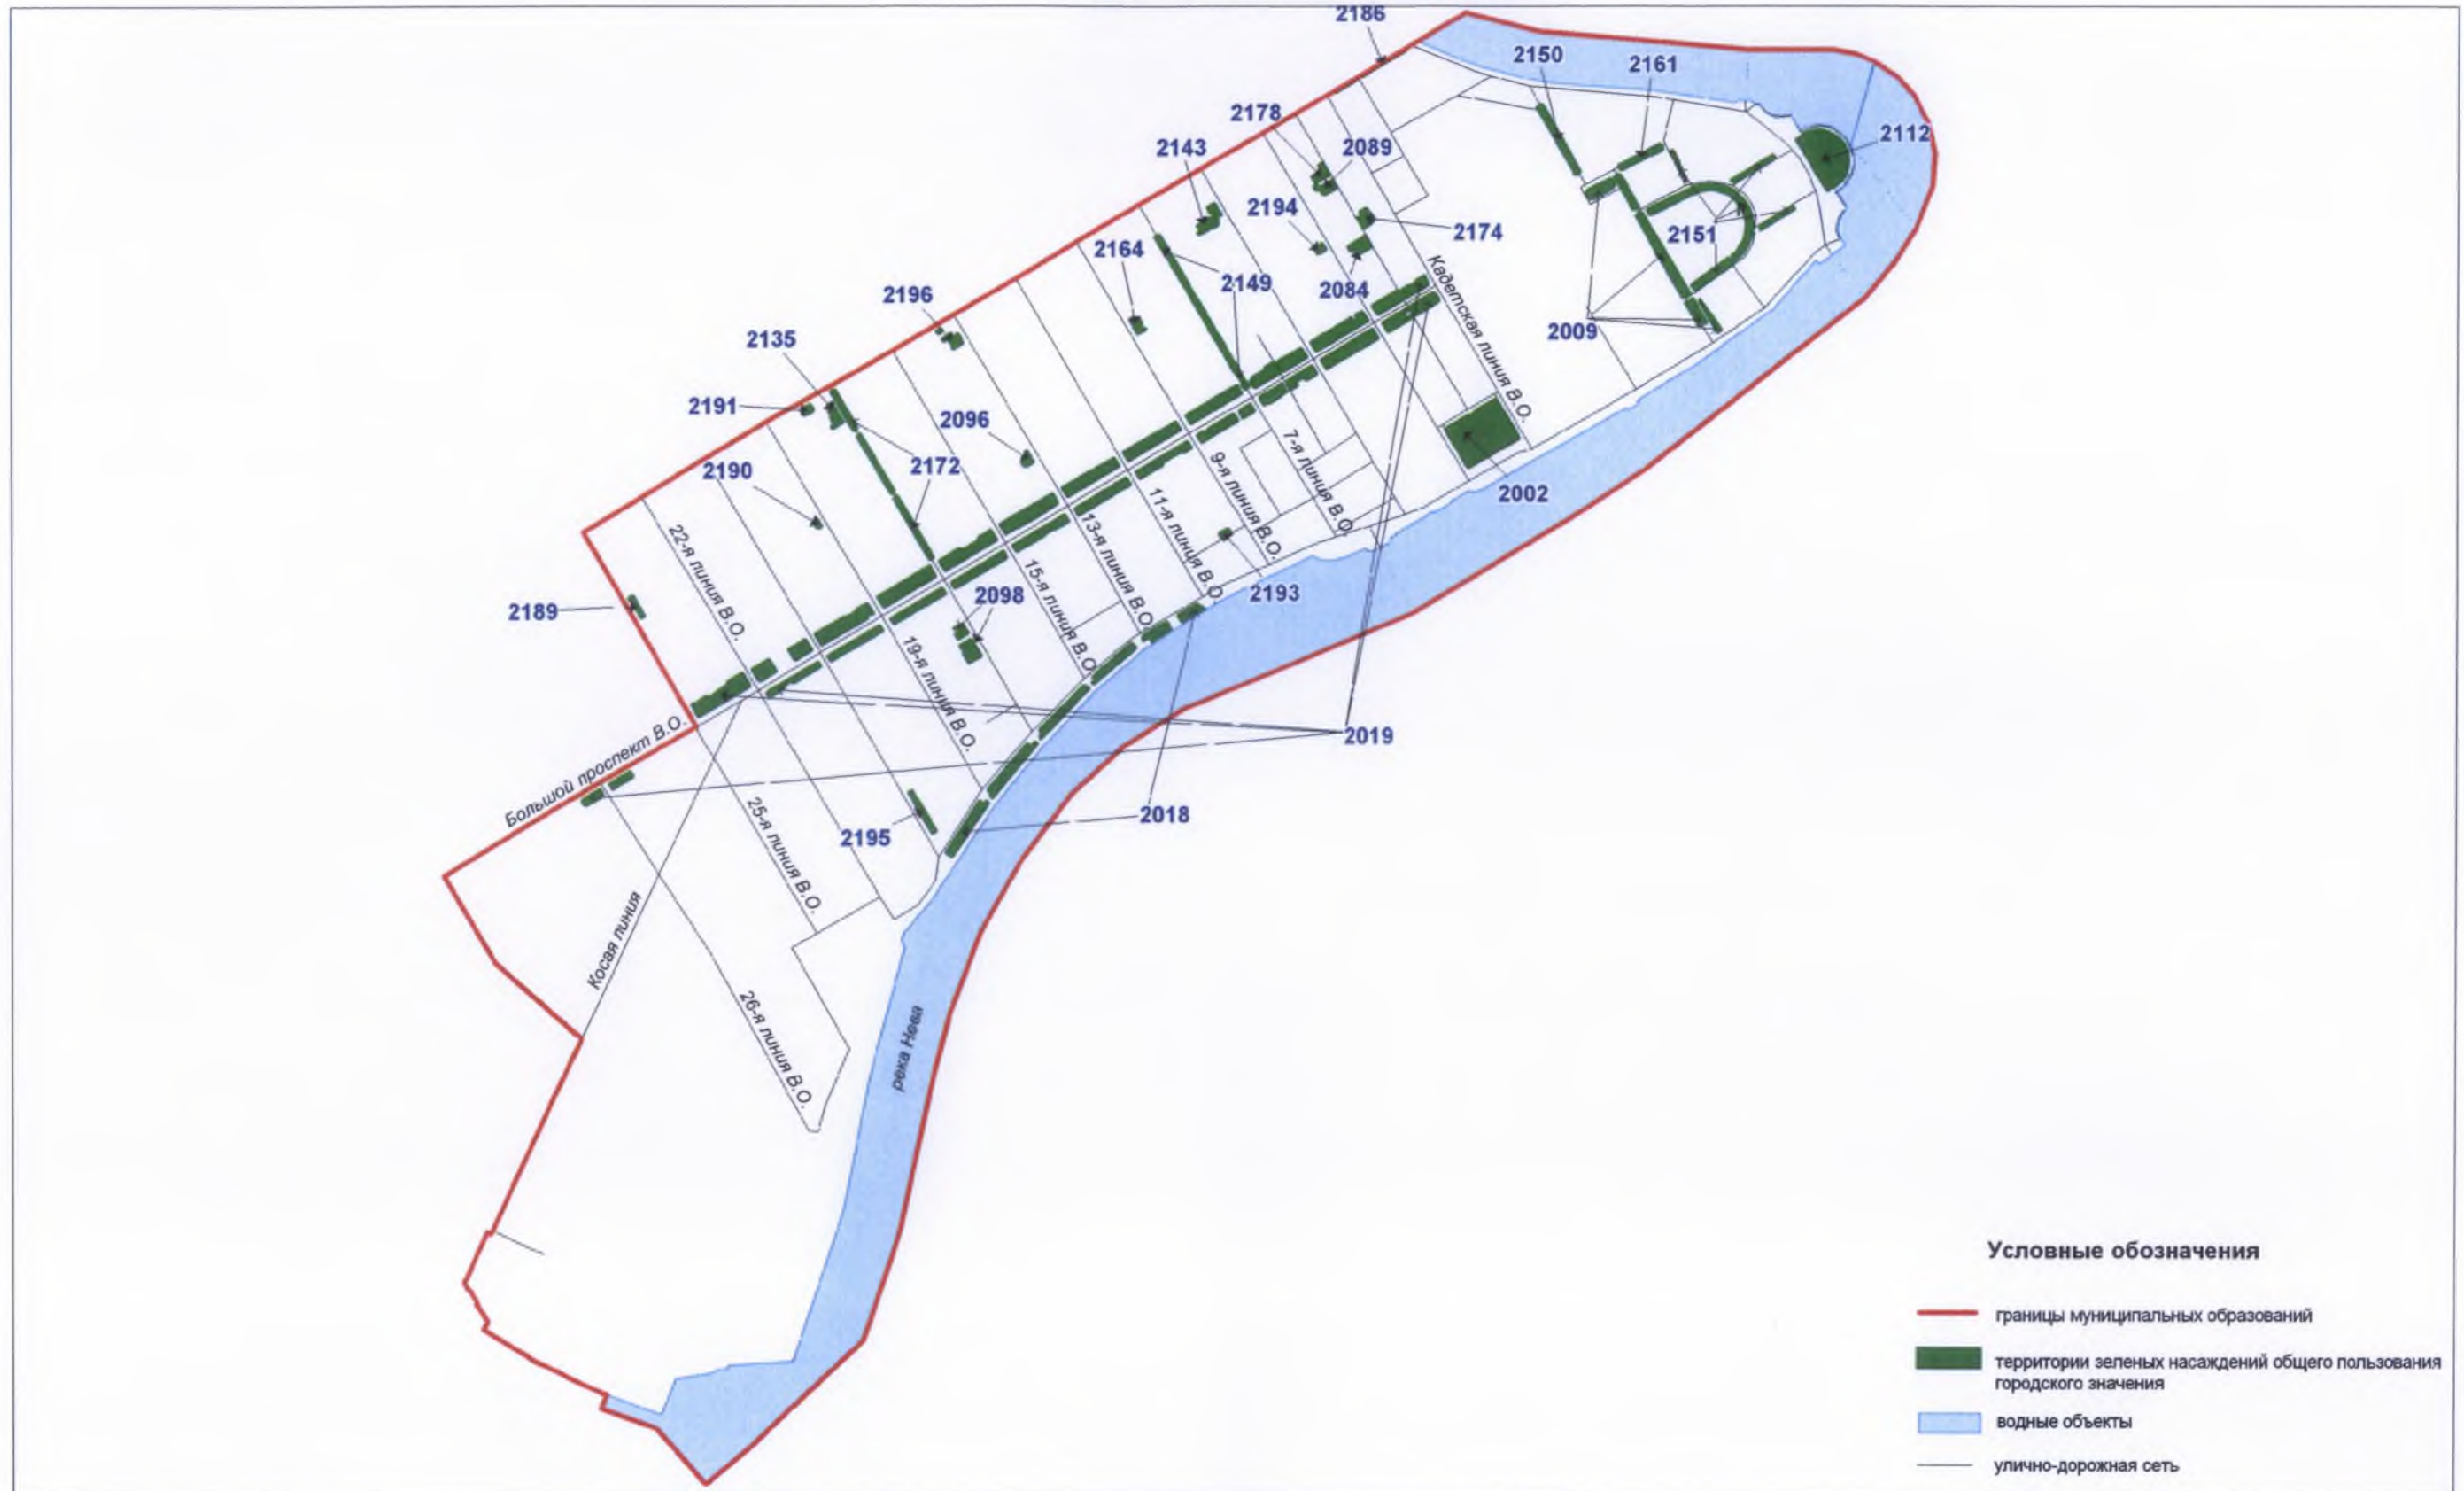 2186
2150
2161
2178
2112
2143
2089
2194
2174
2164
2151
2149
2084
2196
Кадетская линия В.О.
2009
2135
2191
2096
2172
2190
7-я линия В.О.
9-я линия В.О.
2002
11-я линия В.О
13-я линия В.О.
22-я линия В.О.
15-я линия В.О.
2193
2098
2189
19-я линия В.О.
2019
Большой проспект В.О.
2018
2195
25-я линия В.О.
Косая линия
26-я линия В.О.
река Нева
Условные обозначения
границы муниципальных образований
территории зеленых насаждений общего пользования
городского значения
водные объекты
улично-дорожная сеть